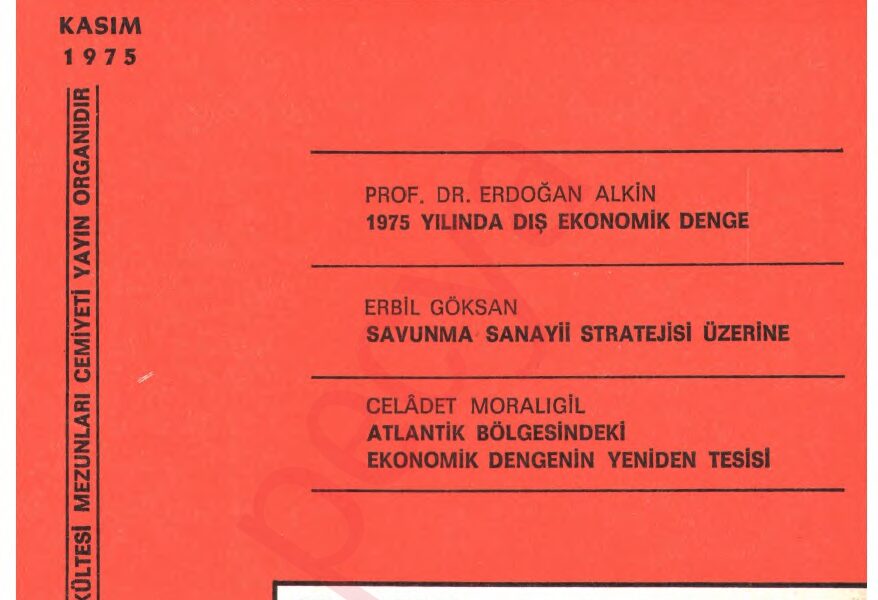 KASIM
1975
KÜLTESİ MEZUNLARI CEMİYETİ YAYIN ORGANIDIR
PROF. DR. ERDOĞAN ALKİN
1975 YILINDA DIŞ EKONOMİK DENGE
ERBİL GÖKSAN
SAVUNMA SANAYİİ STRATEJİSİ ÜZERİNE
CELÂDET MORALIGİL
ATLANTİK BÖLGESİNDEKİ
EKONOMİK DENGENİN YENİDEN TESİSİ